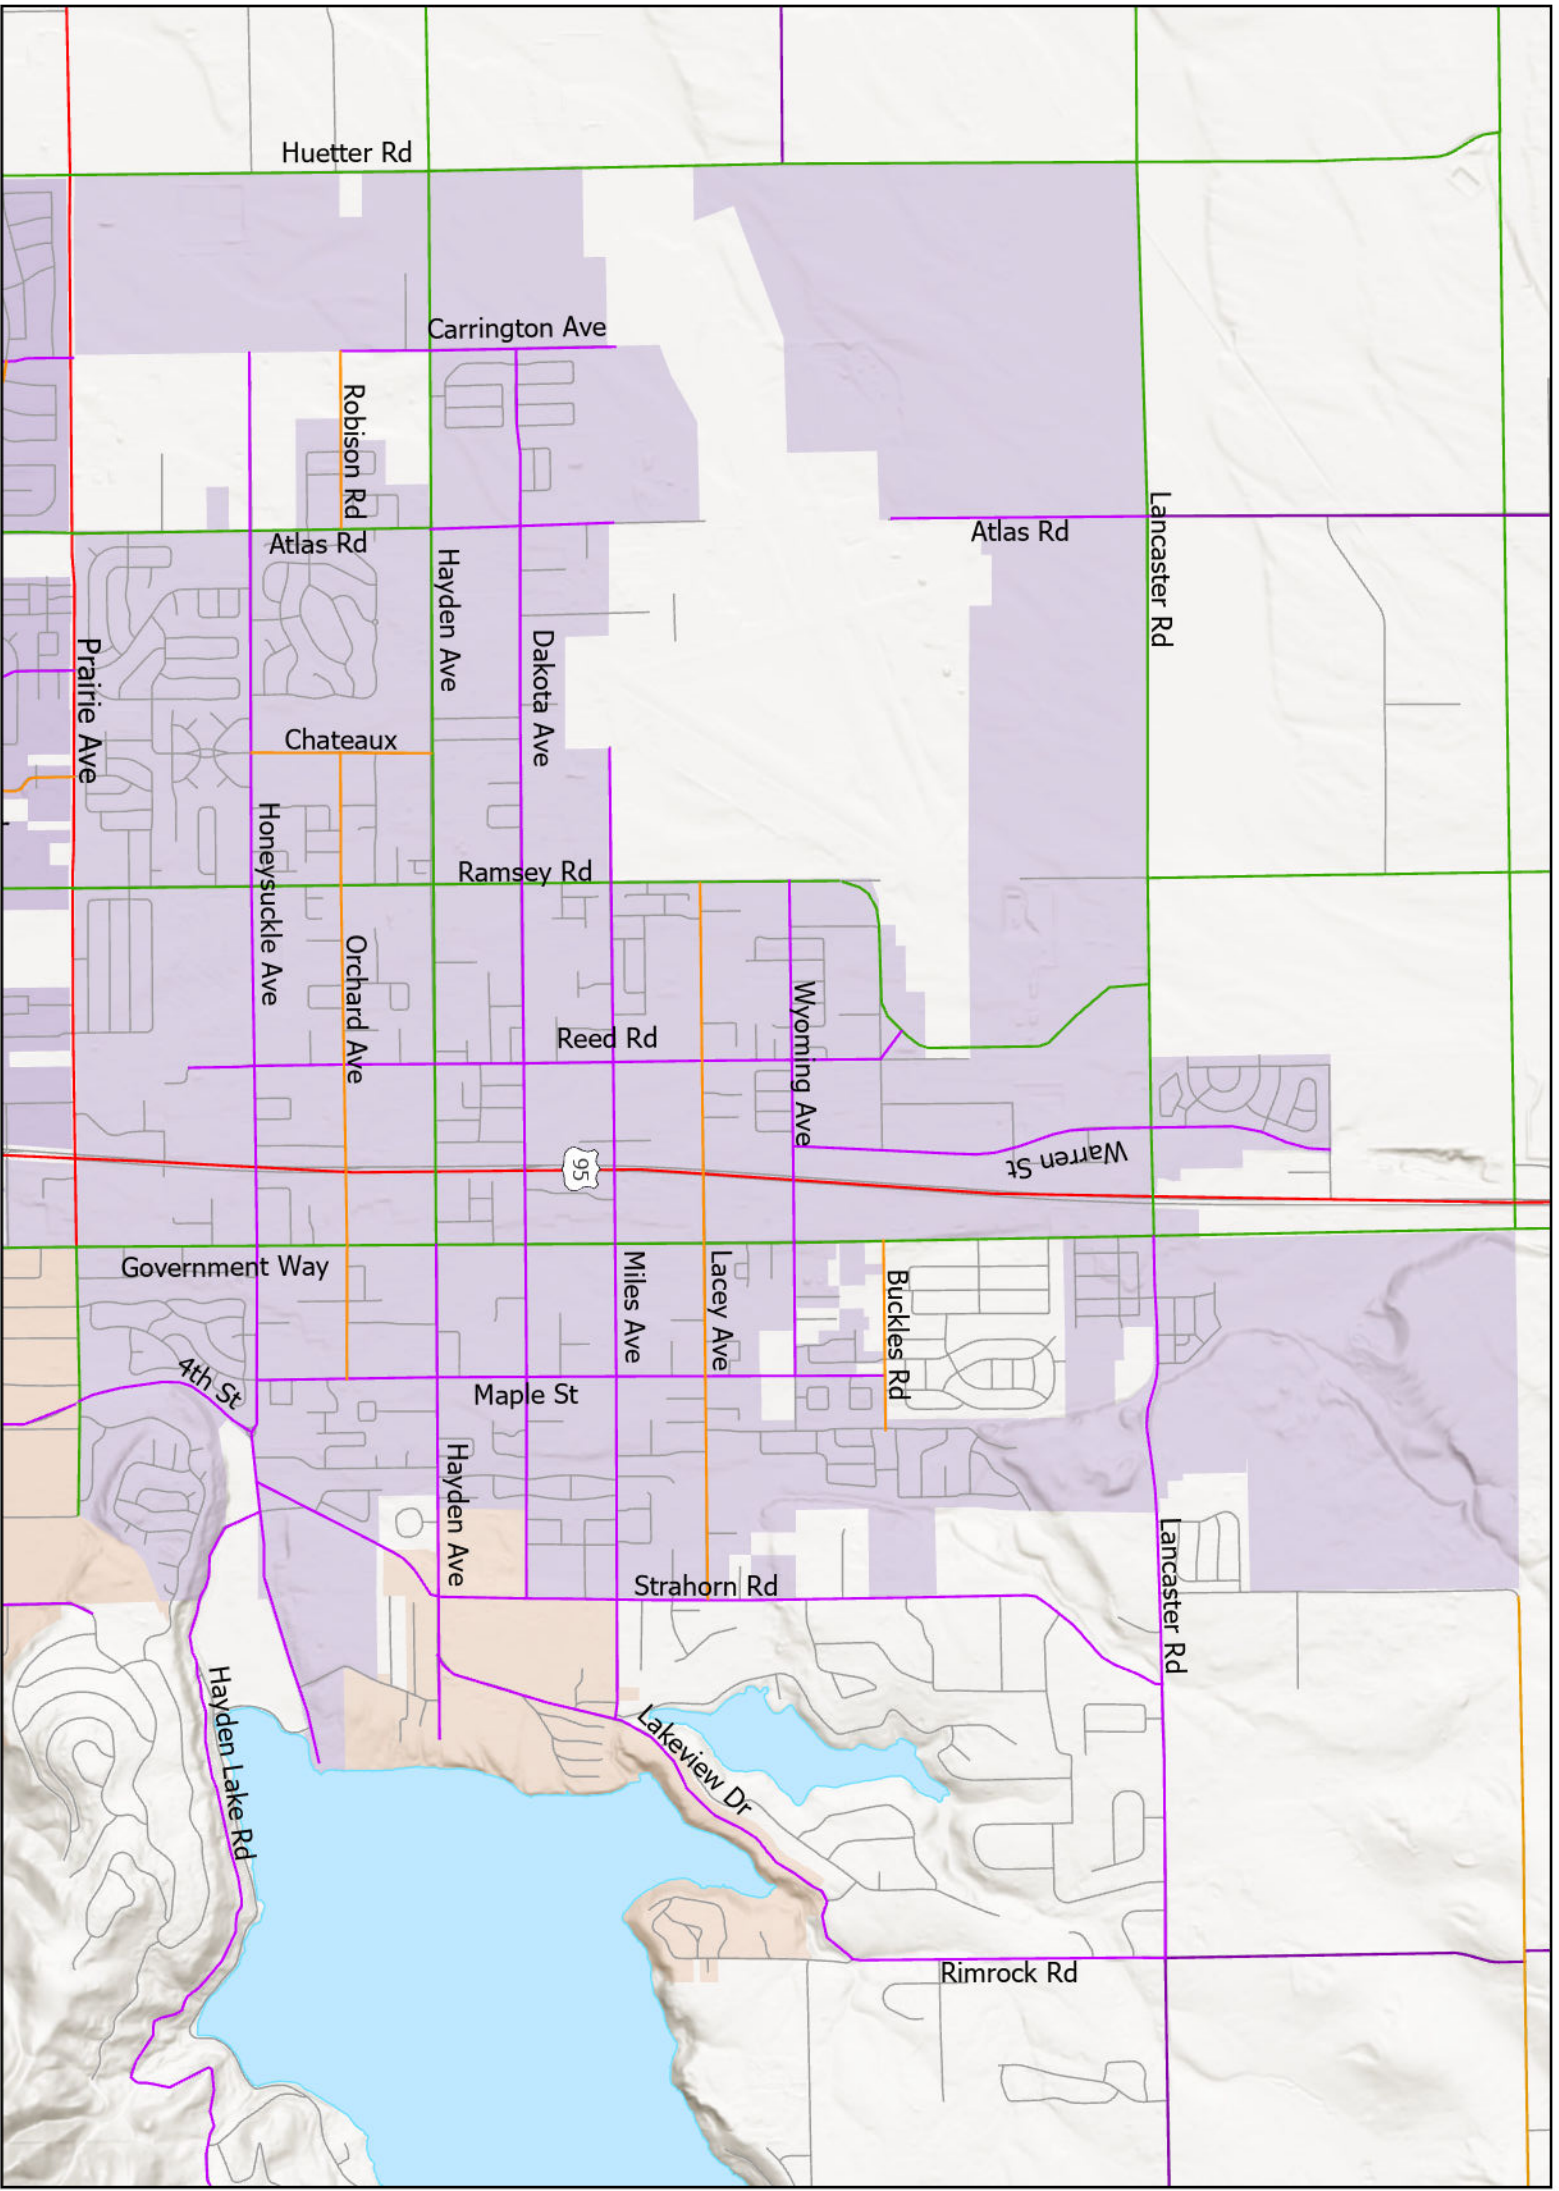 Huetter Rd
Carrington Ave
Robison Rd
Lancaster Rd
Atlas Rd
Atlas Rd
Hayden Ave
Dakota Ave
Prairie Ave
Chateaux
Honeysuckle Ave
Ramsey Rd
Orchard Ave
Wyoming Ave
Reed Rd
Warren St
95
Government Way
Miles Ave
Lacey Ave
Buckles Rd
4th St
Maple St
Hayden Ave
Lancaster Rd
Strahorn Rd
Hayden Lake Rd
Lakeview Dr
Rimrock Rd